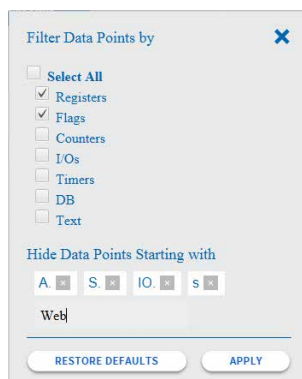 Filter Data Points by
Select All
Registers
Flags
Counters
I/Os
Timers
DB
Text
Hide Data Points Starting with
A. S. IO. s
Web
RESTORE DEFAULTS APPLY